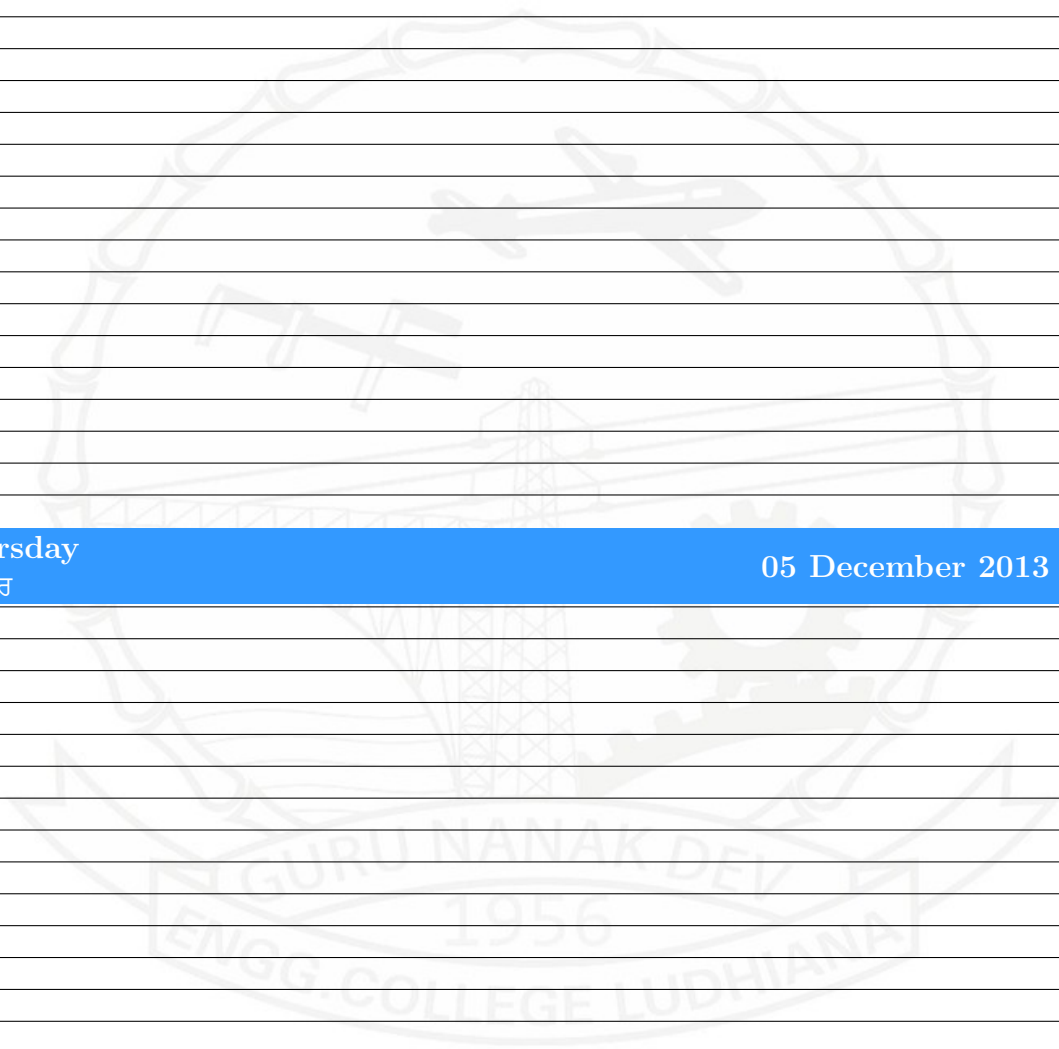 rsday
ਰ
05 December 2013
GURU NANAK DEV
1956
ENGG. COLLEGE LUDHIANA